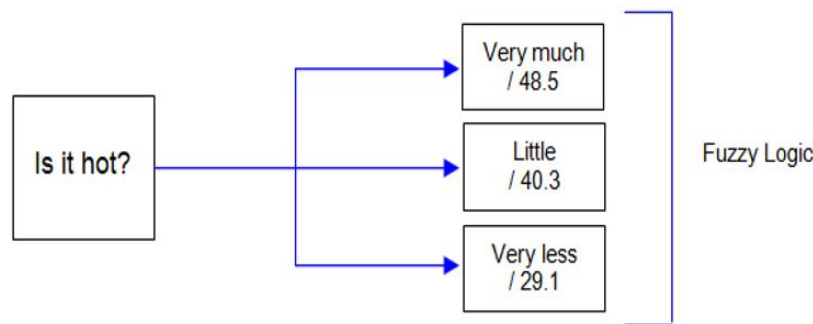 Very much
/ 48.5
Is it hot?
Little
/ 40.3
Fuzzy Logic
Very less
/ 29.1